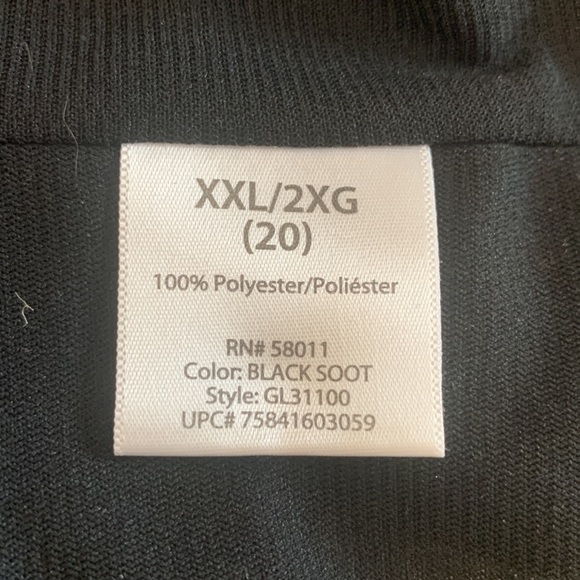 XXL/2XG
(20)
100% Polyester/Poliéster
RN# 58011
Color: BLACK SOOT
Style: GL31100
UPC# 75841603059